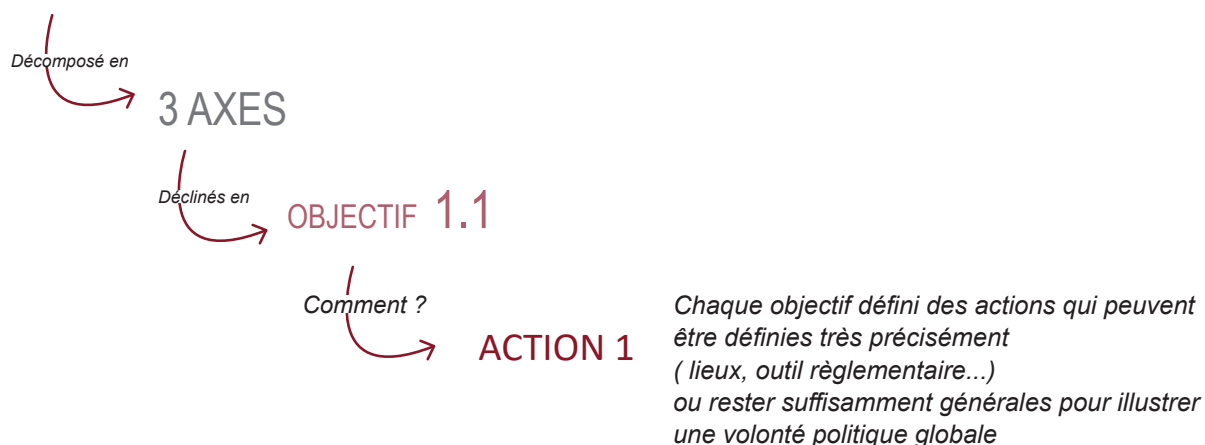 Décomposé en
3 AXES
Déclinés en
OBJECTIF 1.1
Comment ?
ACTION 1
Chaque objectif défini des actions qui peuvent
être définies très précisément
( lieux, outil règlementaire...)
ou rester suffisamment générales pour illustrer
une volonté politique globale